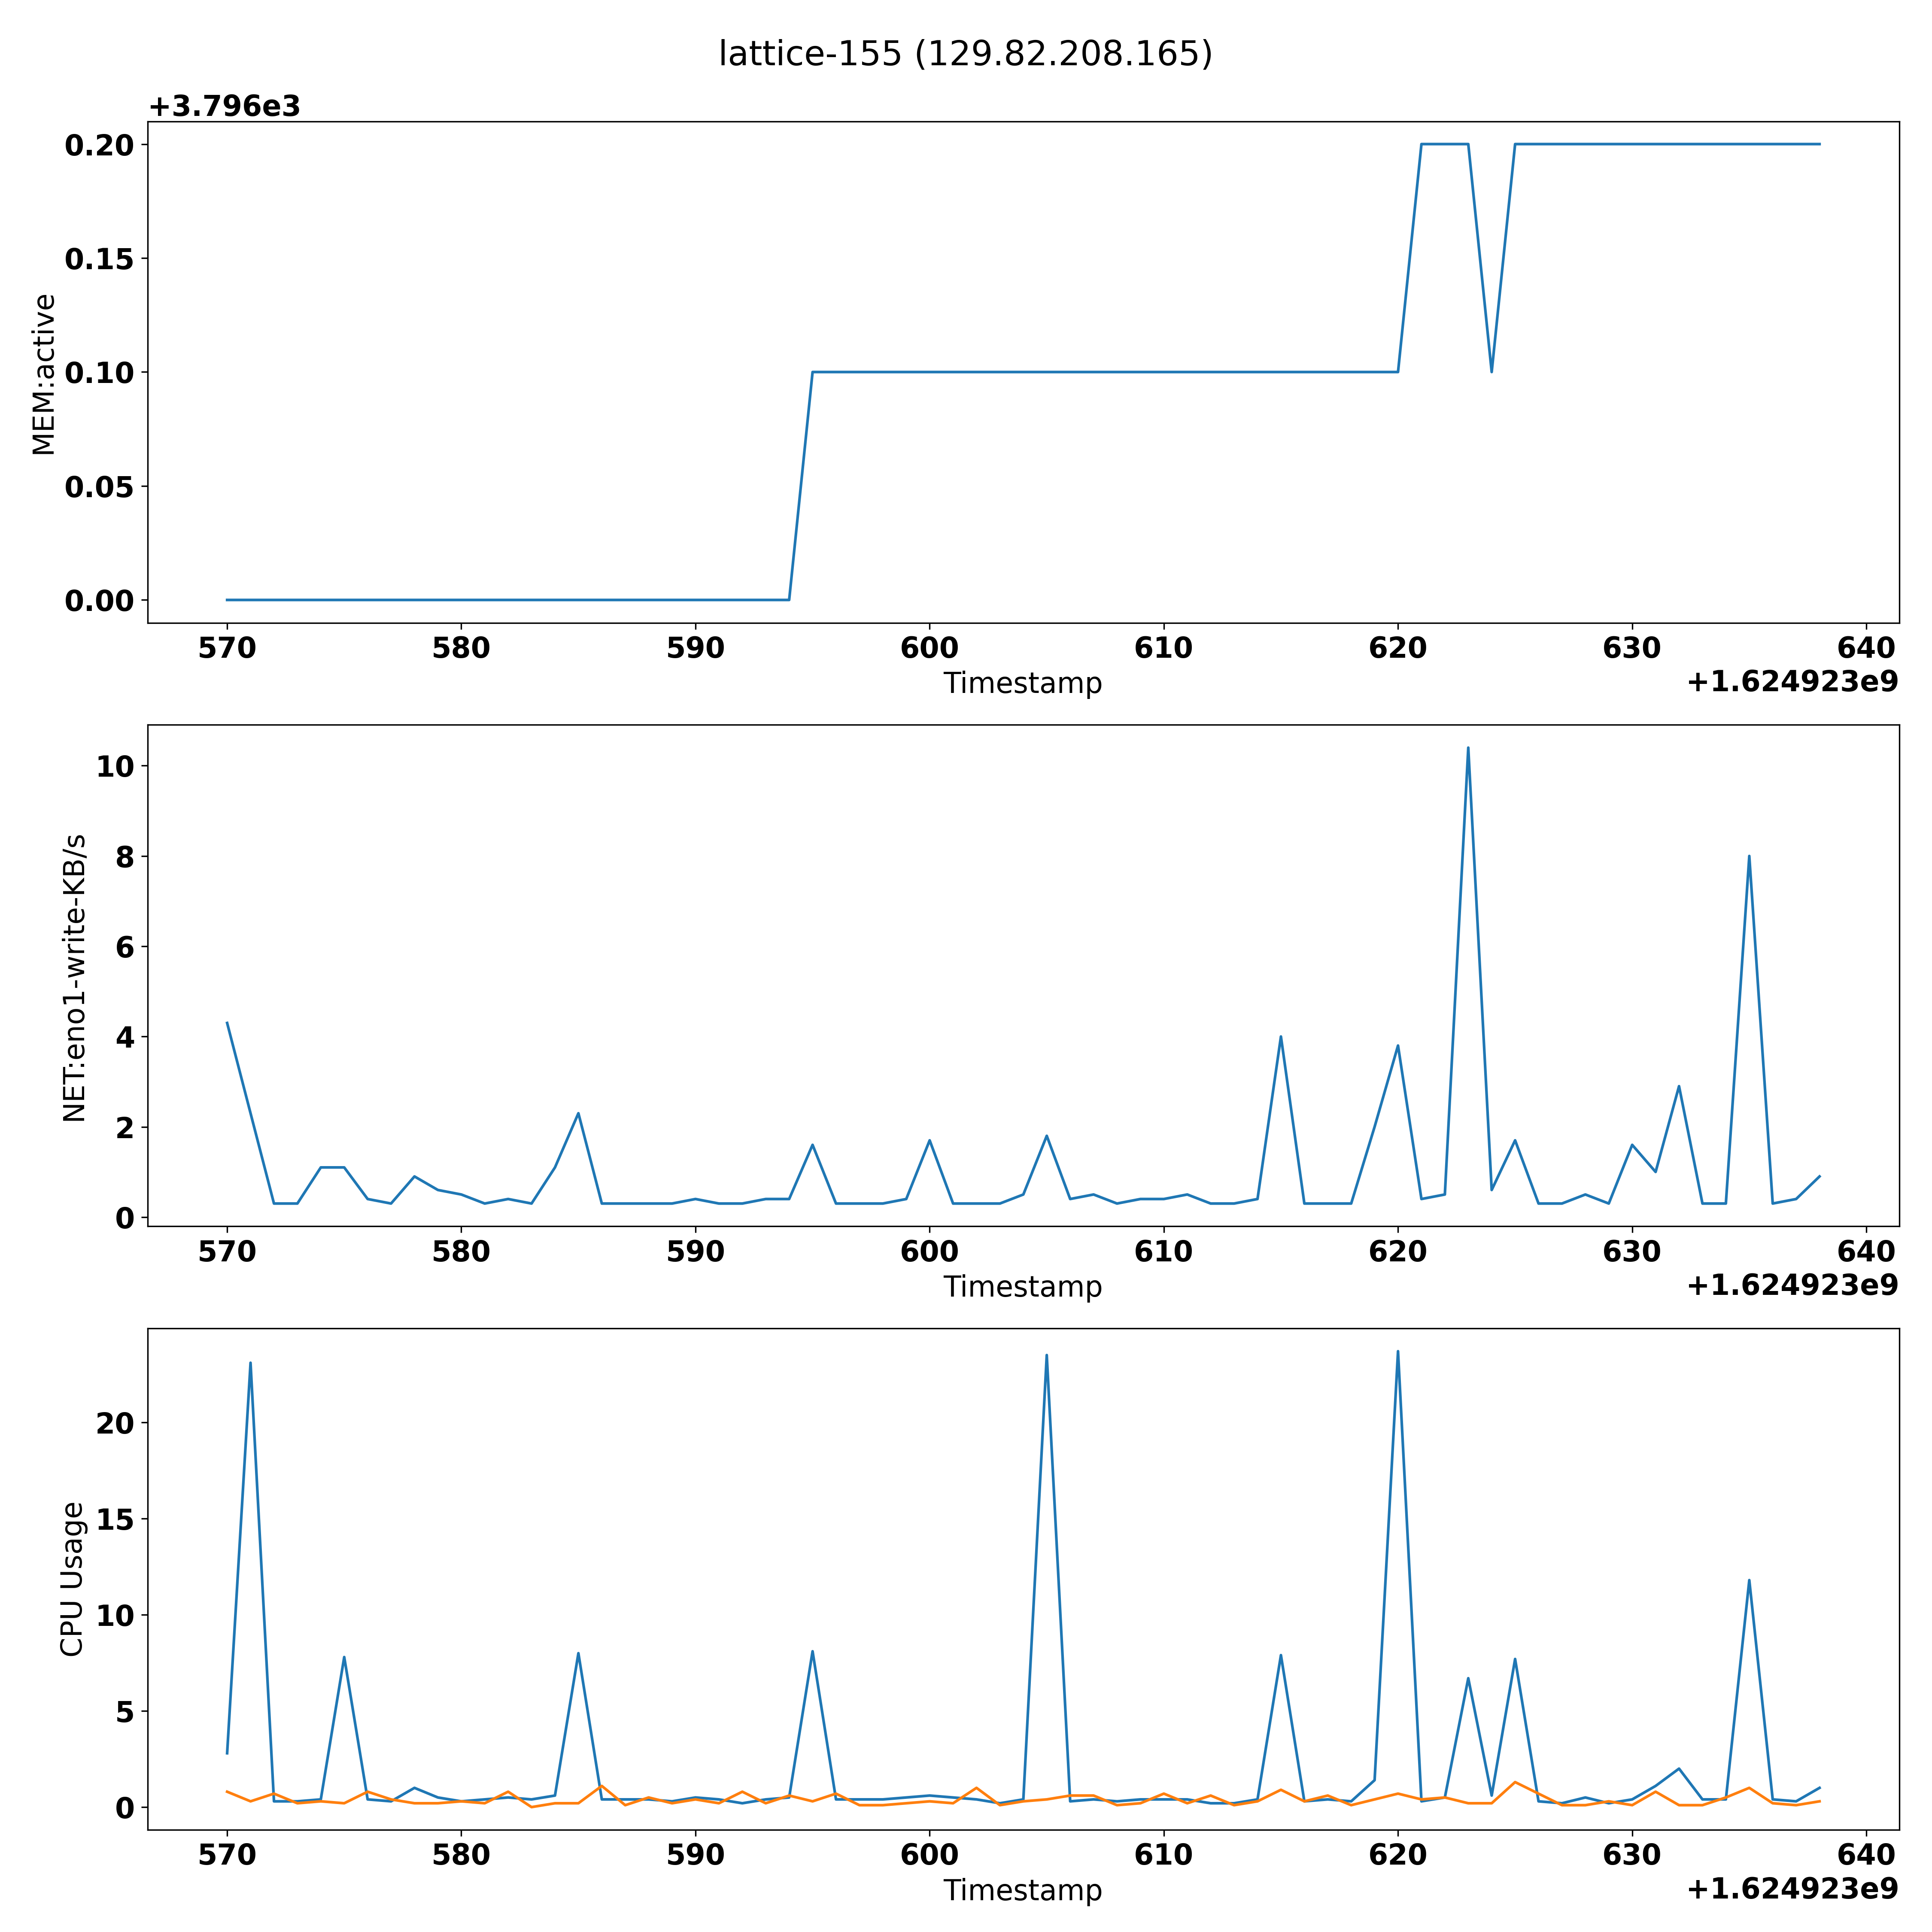 lattice-155 (129.82.208.165)
+3.796e3
0.20
0.15
0.10
0.05
0.00
MEM:active
570 580 590 600 610 620 630 640
Timestamp
+1.624923e9
10
8
6
4
2
0
NET:eno1-write-KB/s
570 580 590 600 610 620 630 640
Timestamp
+1.624923e9
20
15
10
5
0
CPU Usage
570 580 590 600 610 620 630 640
Timestamp
+1.624923e9